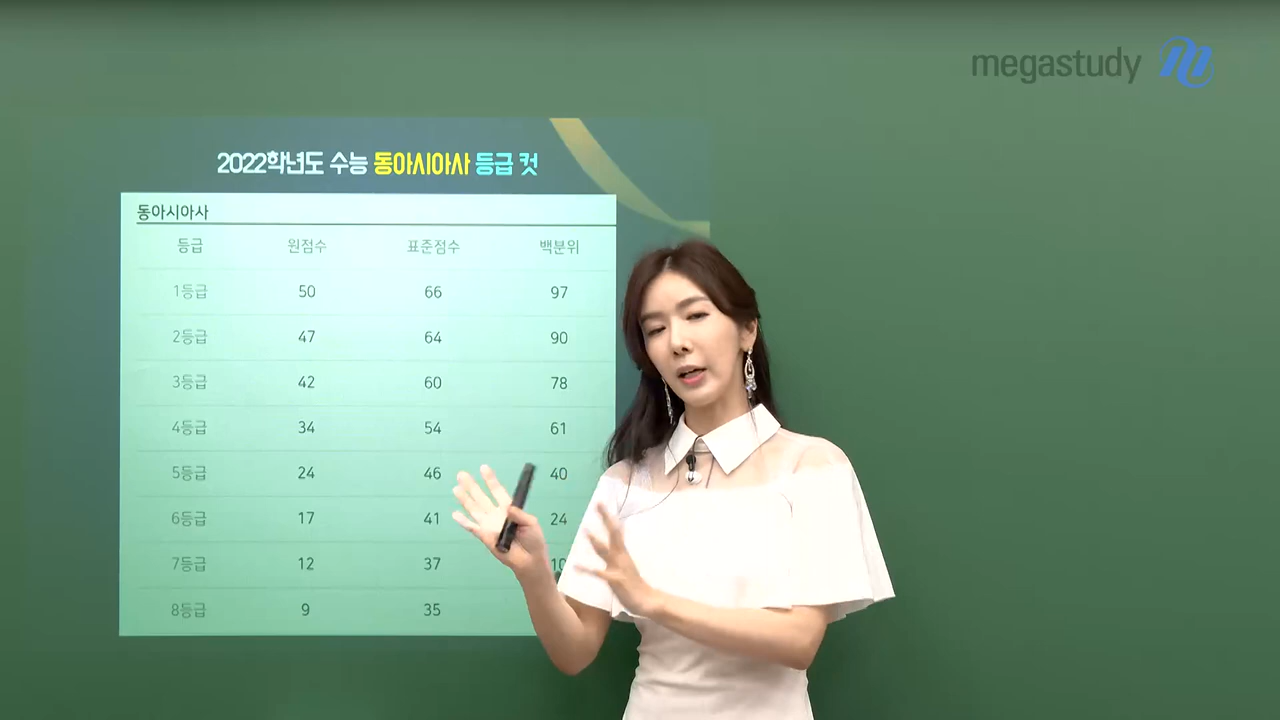 megastudy
2022학년도 수능 동아시아사 등급 컷
동아시아사
등급 원점수 표준점수 백분위
1등급 50 66 97
2등급 47 64 90
3등급 42 60 78
4등급 34 54 61
5등급 24 46 40
6등급 17 41 24
7등급 12 37 10
8등급 9 35